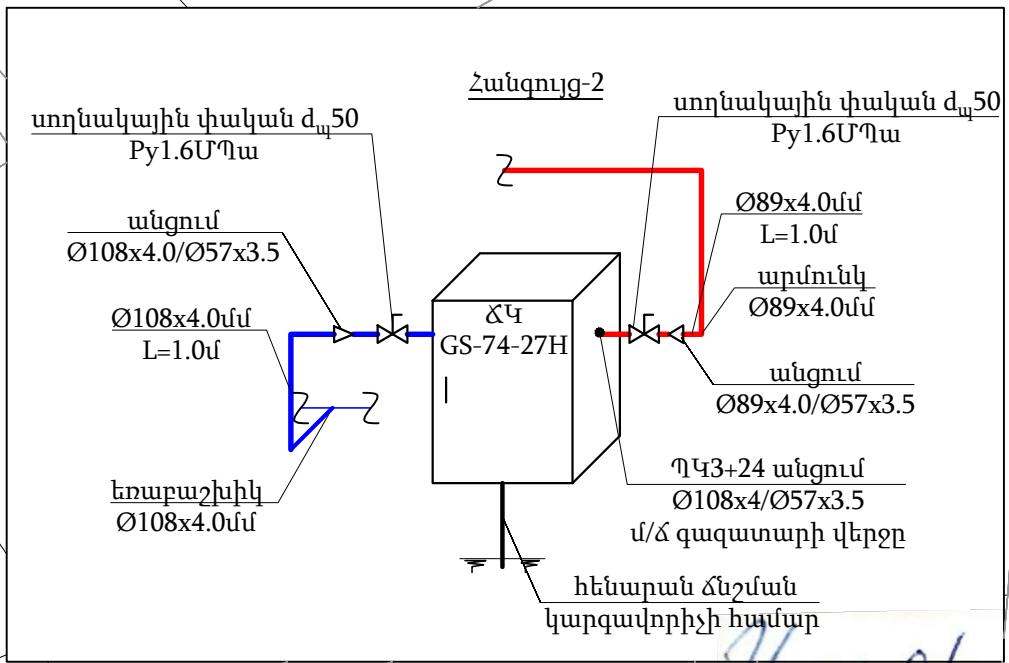 Հանգույց-2
սողնակային փական dպ50
Py1.6ՄՊա
սողնակային փական dպ50
Py1.6ՄՊա
անցում
Ø108x4.0/Ø57x3.5
Ø89x4.0մմ
L=1.0մ
արմունկ
Ø89x4.0մմ
Ø108x4.0մմ
L=1.0մ
ՃԿ
GS-74-27H
անցում
Ø89x4.0/Ø57x3.5
ՊԿ3+24 անցում
Ø108x4/Ø57x3.5
մ/ճ գազատարի վերջը
եռաբաշխիկ
Ø108x4.0մմ
հենարան ճնշման
կարգավորիչի համար